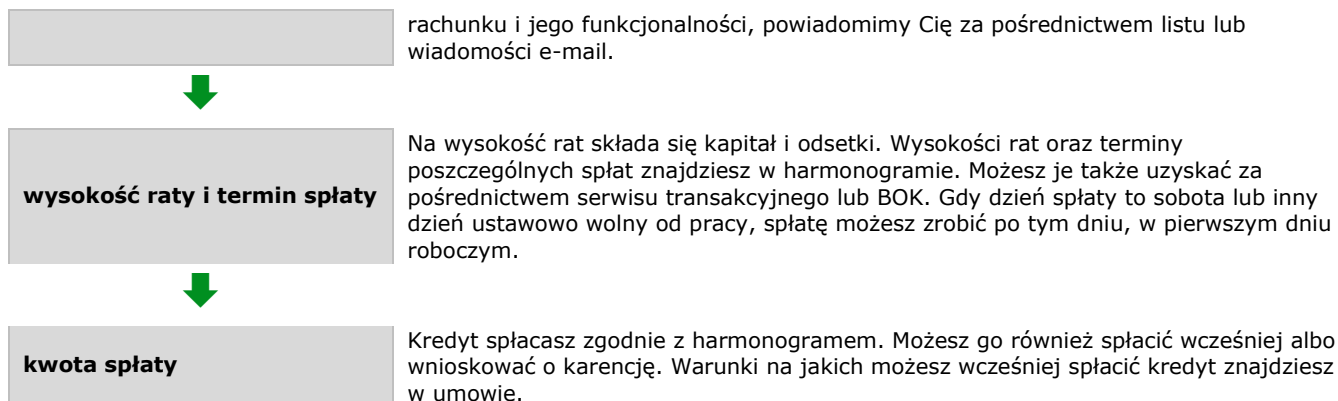 rachunku i jego funkcjonalności, powiadomimy Cię za pośrednictwem listu lub
wiadomości e-mail.
wysokość raty i termin spłaty
Na wysokość rat składa się kapitał i odsetki. Wysokości rat oraz terminy
poszczególnych spłat znajdziesz w harmonogramie. Możesz je także uzyskać za
pośrednictwem serwisu transakcyjnego lub BOK. Gdy dzień spłaty to sobota lub inny
dzień ustawowo wolny od pracy, spłatę możesz zrobić po tym dniu, w pierwszym dniu
roboczym.
kwota spłaty
Kredyt spłacasz zgodnie z harmonogramem. Możesz go również spłacić wcześniej albo
wnioskować o karencję. Warunki na jakich możesz wcześniej spłacić kredyt znajdziesz
w umowie.